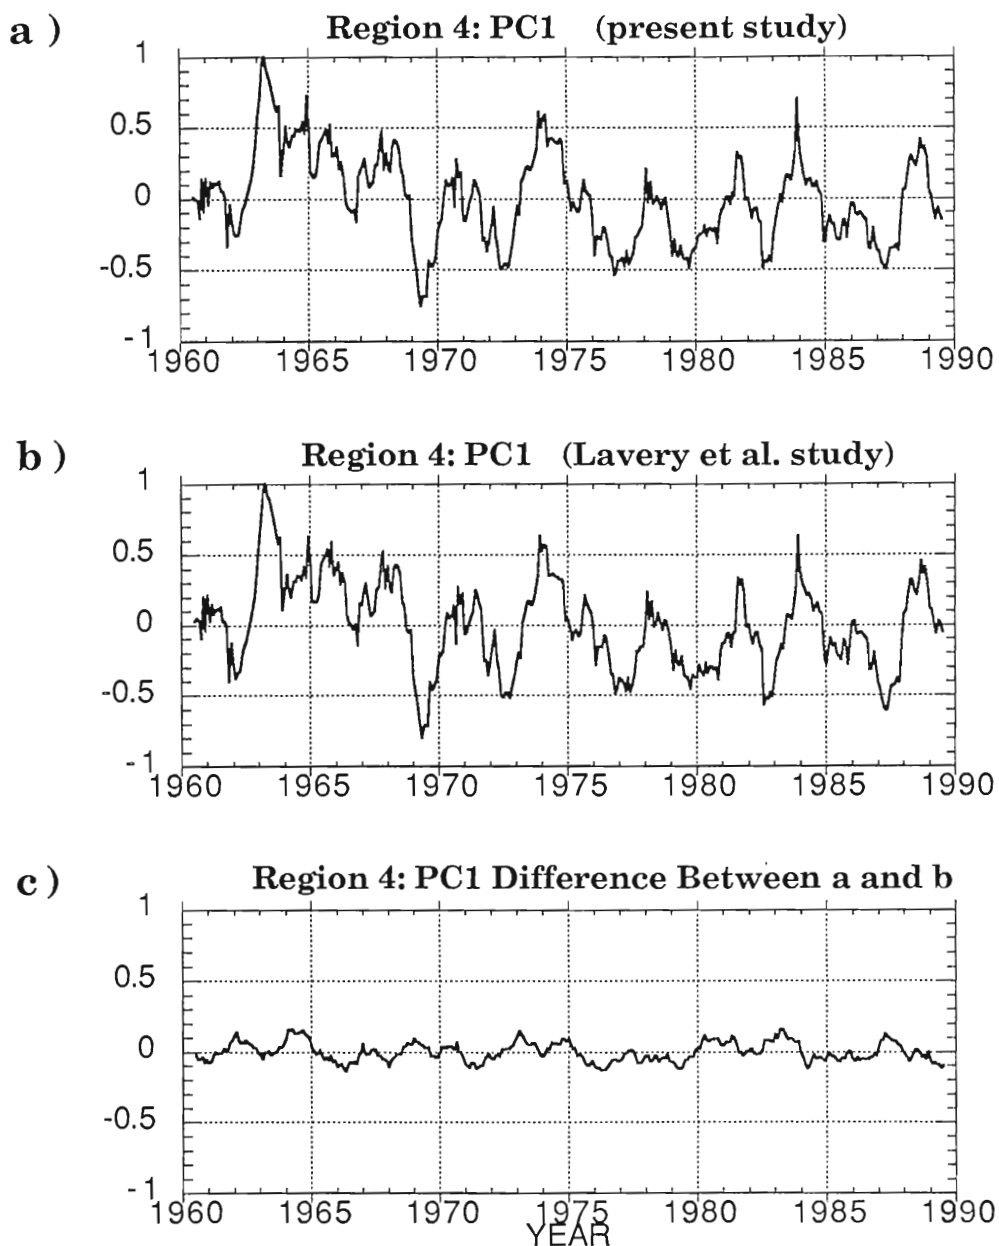 a )
Region 4: PC1 (present study)
1
0.5
0
-0.5
-1
1960 1965 1970 1975 1980 1985 1990
b )
Region 4: PC1 (Lavery et al. study)
1
0.5
0
-0.5
-1
1960 1965 1970 1975 1980 1985 1990
c )
Region 4: PC1 Difference Between a and b
1
0.5
0
-0.5
-1
1960 1965 1970 1975 1980 1985 1990
YEAR